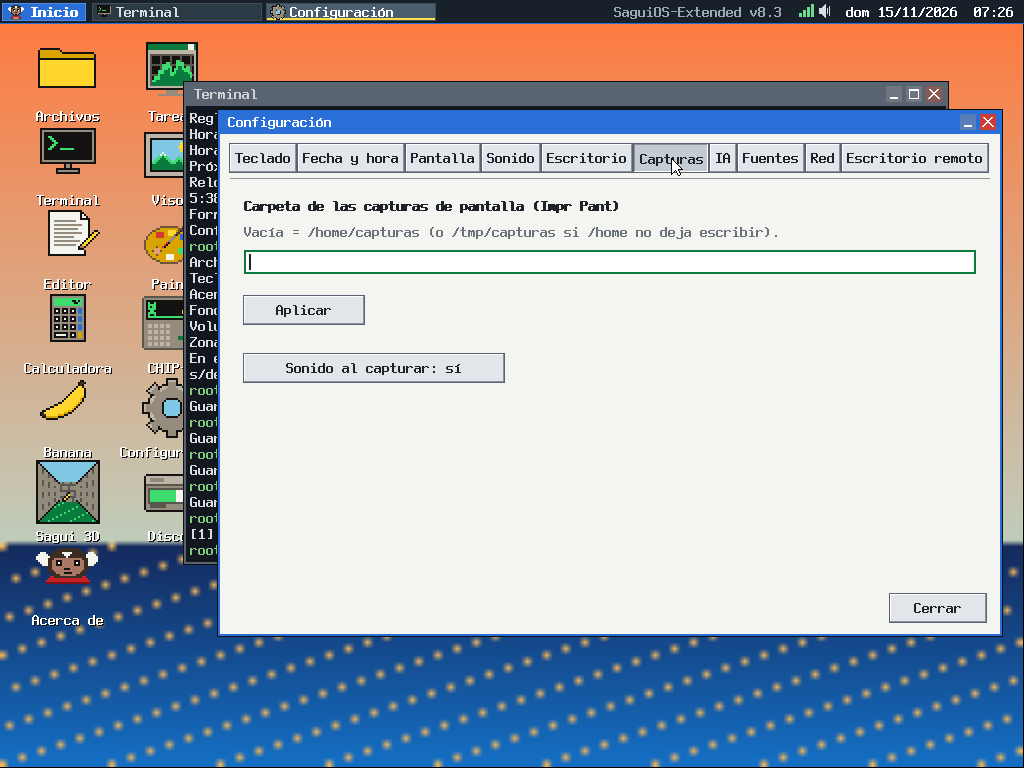 Inicio
Terminal
Configuración
SaguiOS-Extended v8.3
dom 15/11/2026 07:26
Archivos
Terminal
Editor
Calculadora
Banana
Sagui 3D
Acerca de
Terminal
Configuración
Teclado Fecha y hora Pantalla Sonido Escritorio Capturas IA Fuentes Red Escritorio remoto
Carpeta de las capturas de pantalla (Impr Pant)
Vacía = /home/capturas (o /tmp/capturas si /home no deja escribir).
Aplicar
Sonido al capturar: sí
Cerrar